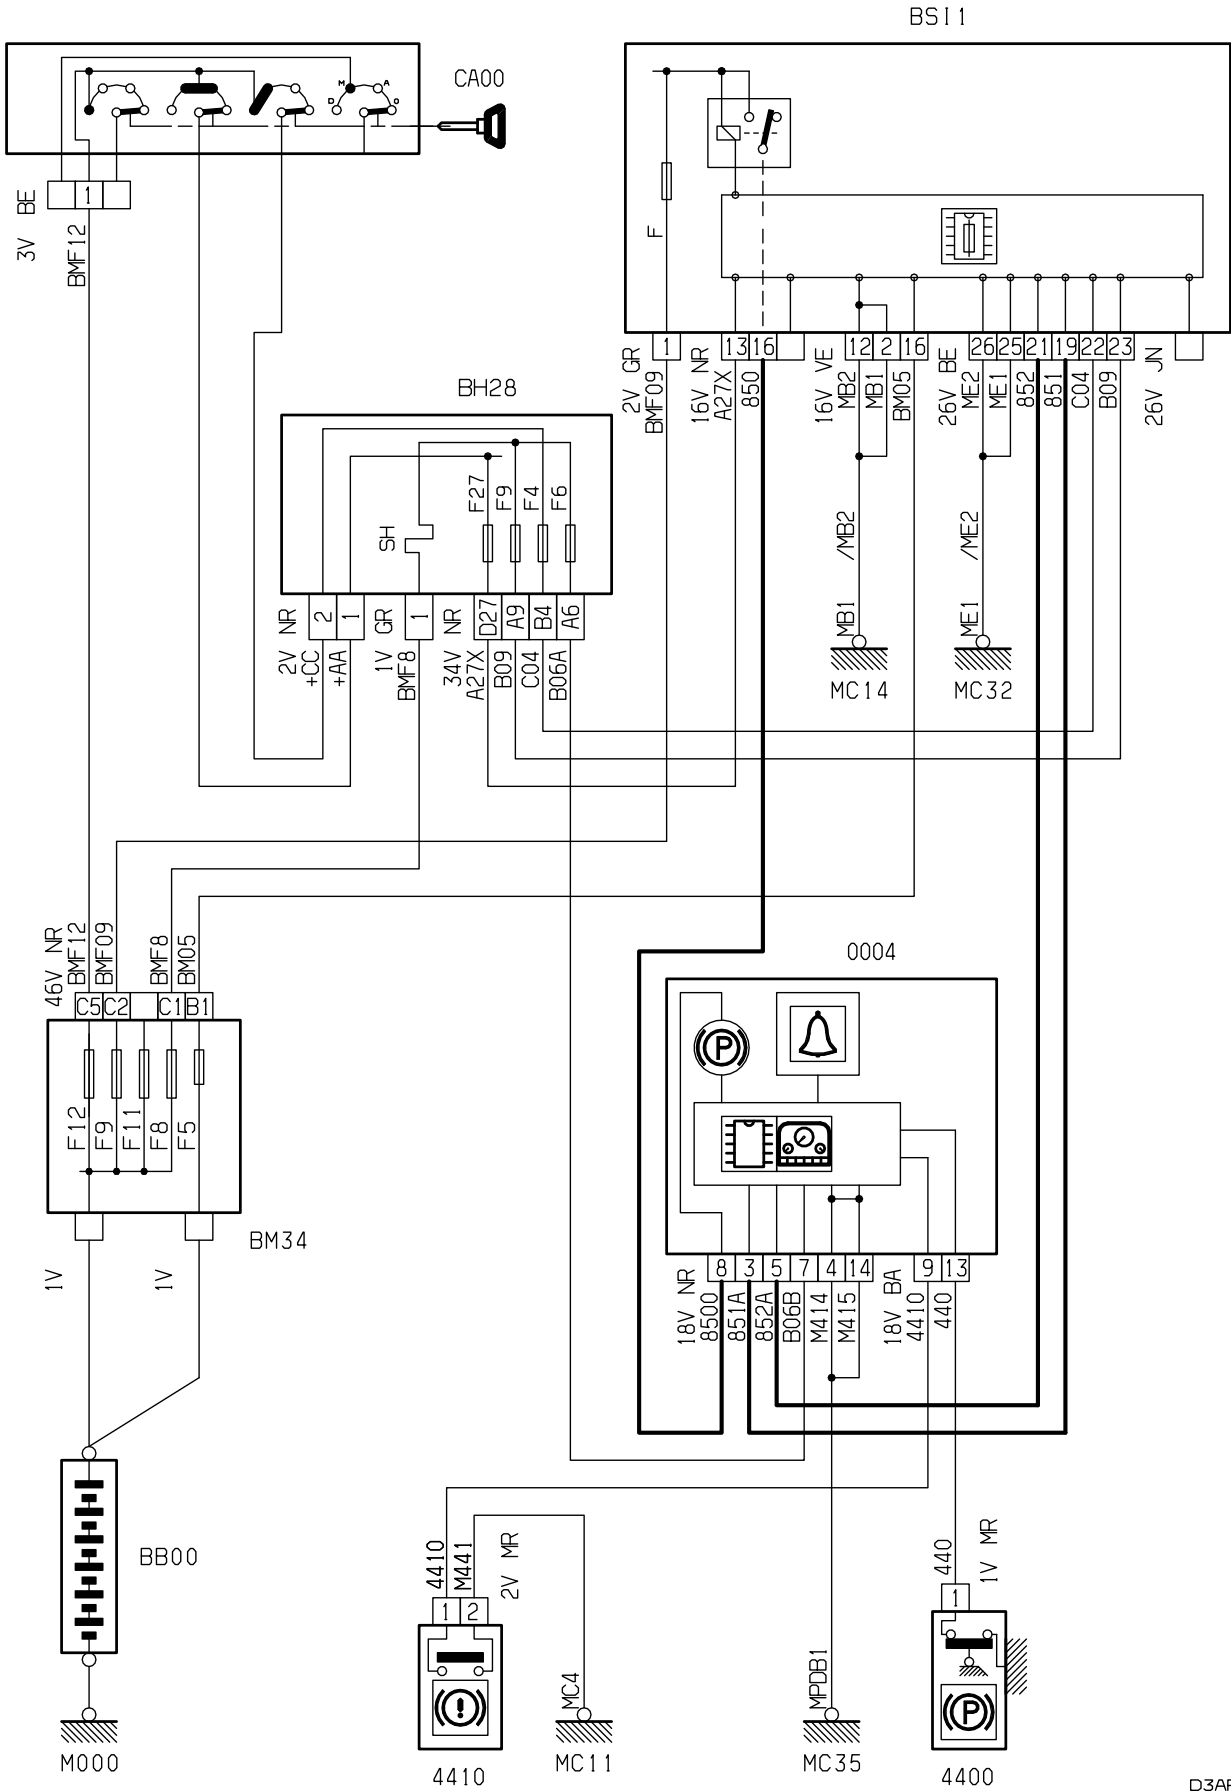 BSI1
CA00
M
A
D
O
3V BE
1
BMF12
F
1
13
16
12
2
16
26
25
21
19
22
23
2V GR
BMF09
16V NR
A27X
850
16V VE
MB2
MB1
BM05
26V BE
ME2
ME1
852
851
C04
B09
26V JN
BH28
SH
F27
F9
F4
F6
2
1
1
D27
A9
B4
A6
2V NR
+CC
+AA
1V GR
BMF8
34V NR
A27X
B09
C04
B06A
/MB2
/ME2
MB1
ME1
MC14
MC32
46V NR
BMF12
BMF09
BMF8
BM05
C5
C2
C1
B1
F12
F9
F11
F8
F5
BM34
1V
1V
0004
P
8
3
5
7
4
14
9
13
18V NR
8500
851A
852A
B06B
M414
M415
18V BA
4410
440
BB00
M000
4410
M441
2V MR
1
2
!
4410
MC4
MC11
MPDB1
MC35
440
1V MR
1
P
4400